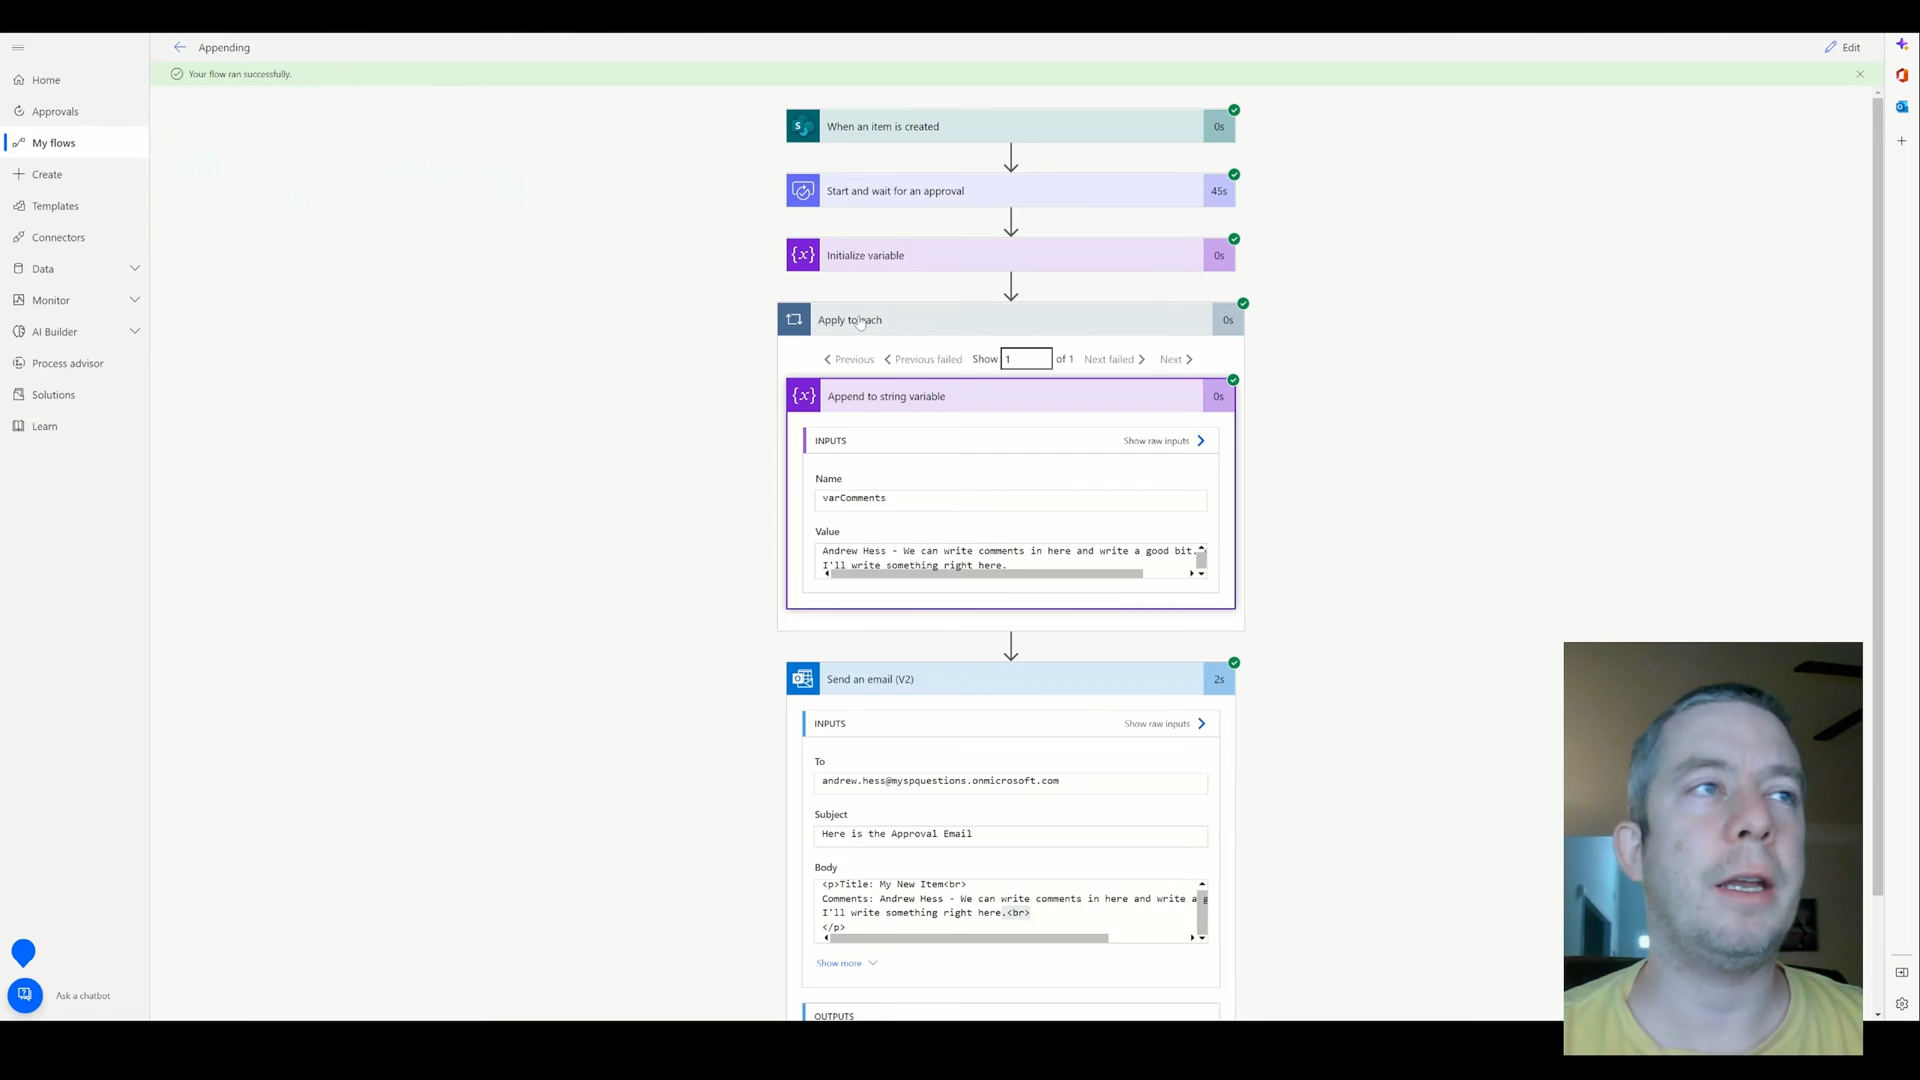 Appending
Edit
Your flow ran successfully.
Home
Approvals
My flows
Create
Templates
Connectors
Data
Monitor
AI Builder
Process advisor
Solutions
Learn
Ask a chatbot
When an item is created
0s
Start and wait for an approval
45s
Initialize variable
0s
Apply to each
0s
Previous Previous failed Show 1 of 1 Next failed Next
Append to string variable
0s
INPUTS
Show raw inputs
Name
varComments
Value
Andrew Hess - We can write comments in here and write a good bit.
I'll write something right here.
Send an email (V2)
2s
INPUTS
Show raw inputs
To
andrew.hess@myspquestions.onmicrosoft.com
Subject
Here is the Approval Email
Body
<p>Title: My New Item<br>
Comments: Andrew Hess - We can write comments in here and write a g
I'll write something right here.<br>
</p>
Show more
OUTPUTS